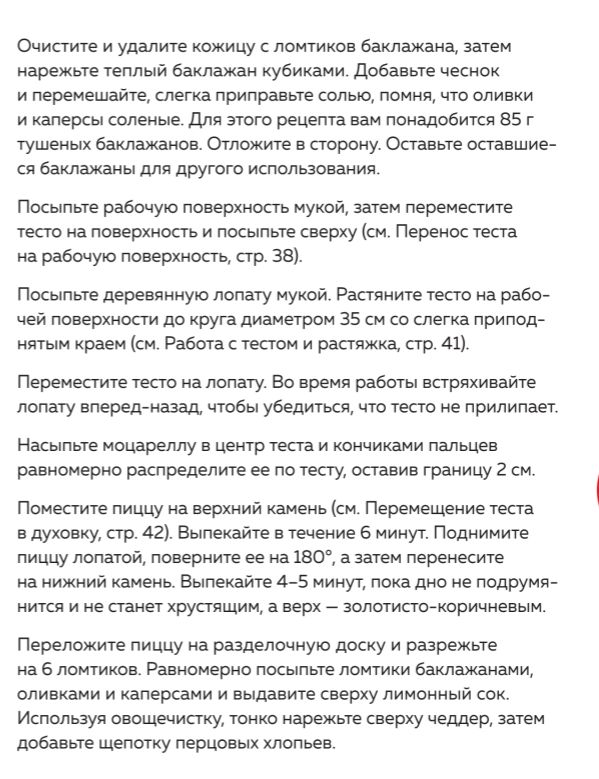 Очистите и удалите кожицу с ломтиков баклажана, затем
нарежьте теплый баклажан кубиками. Добавьте чеснок
и перемешайте, слегка приправьте солью, помня, что оливки
и каперсы соленые. Для этого рецепта вам понадобится 85 г
тушеных баклажанов. Отложите в сторону. Оставьте оставшие-
ся баклажаны для другого использования.
Посыпьте рабочую поверхность мукой, затем переместите
тесто на поверхность и посыпьте сверху (см. Перенос теста
на рабочую поверхность, стр. 38).
Посыпьте деревянную лопату мукой. Растяните тесто на рабо-
чей поверхности до круга диаметром 35 см со слегка припод-
нятым краем (см. Работа с тестом и растяжка, стр. 41).
Переместите тесто на лопату. Во время работы встряхивайте
лопату вперед-назад, чтобы убедиться, что тесто не прилипает.
Насыпьте моцареллу в центр теста и кончиками пальцев
равномерно распределите ее по тесту, оставив границу 2 см.
Поместите пиццу на верхний камень (см. Перемещение теста
в духовку, стр. 42). Выпекайте в течение 6 минут. Поднимите
пиццу лопатой, поверните ее на 180°, а затем перенесите
на нижний камень. Выпекайте 4–5 минут, пока дно не подрумя-
нится и не станет хрустящим, а верх — золотисто-коричневым.
Переложите пиццу на разделочную доску и разрежьте
на 6 ломтиков. Равномерно посыпьте ломтики баклажанами,
оливками и каперсами и выдавите сверху лимонный сок.
Используя овощечистку, тонко нарежьте сверху чеддер, затем
добавьте щепотку перцовых хлопьев.